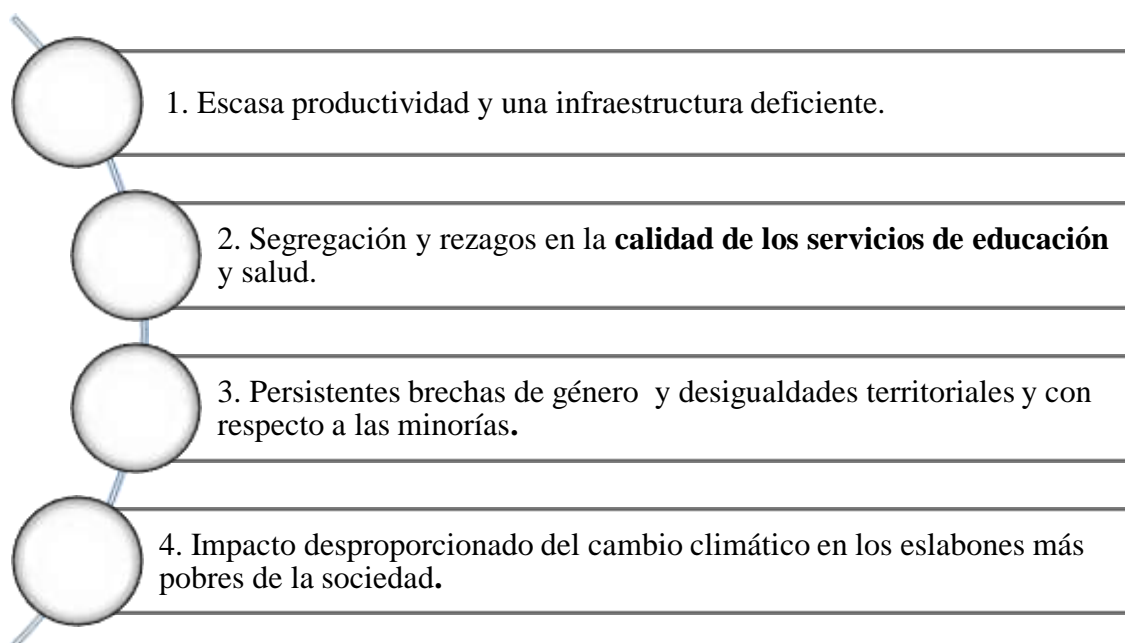 1. Escasa productividad y una infraestructura deficiente.
2. Segregación y rezagos en la calidad de los servicios de educación
y salud.
3. Persistentes brechas de género  y desigualdades territoriales y con
respecto a las minorías.
4. Impacto desproporcionado del cambio climático en los eslabones más
pobres de la sociedad.